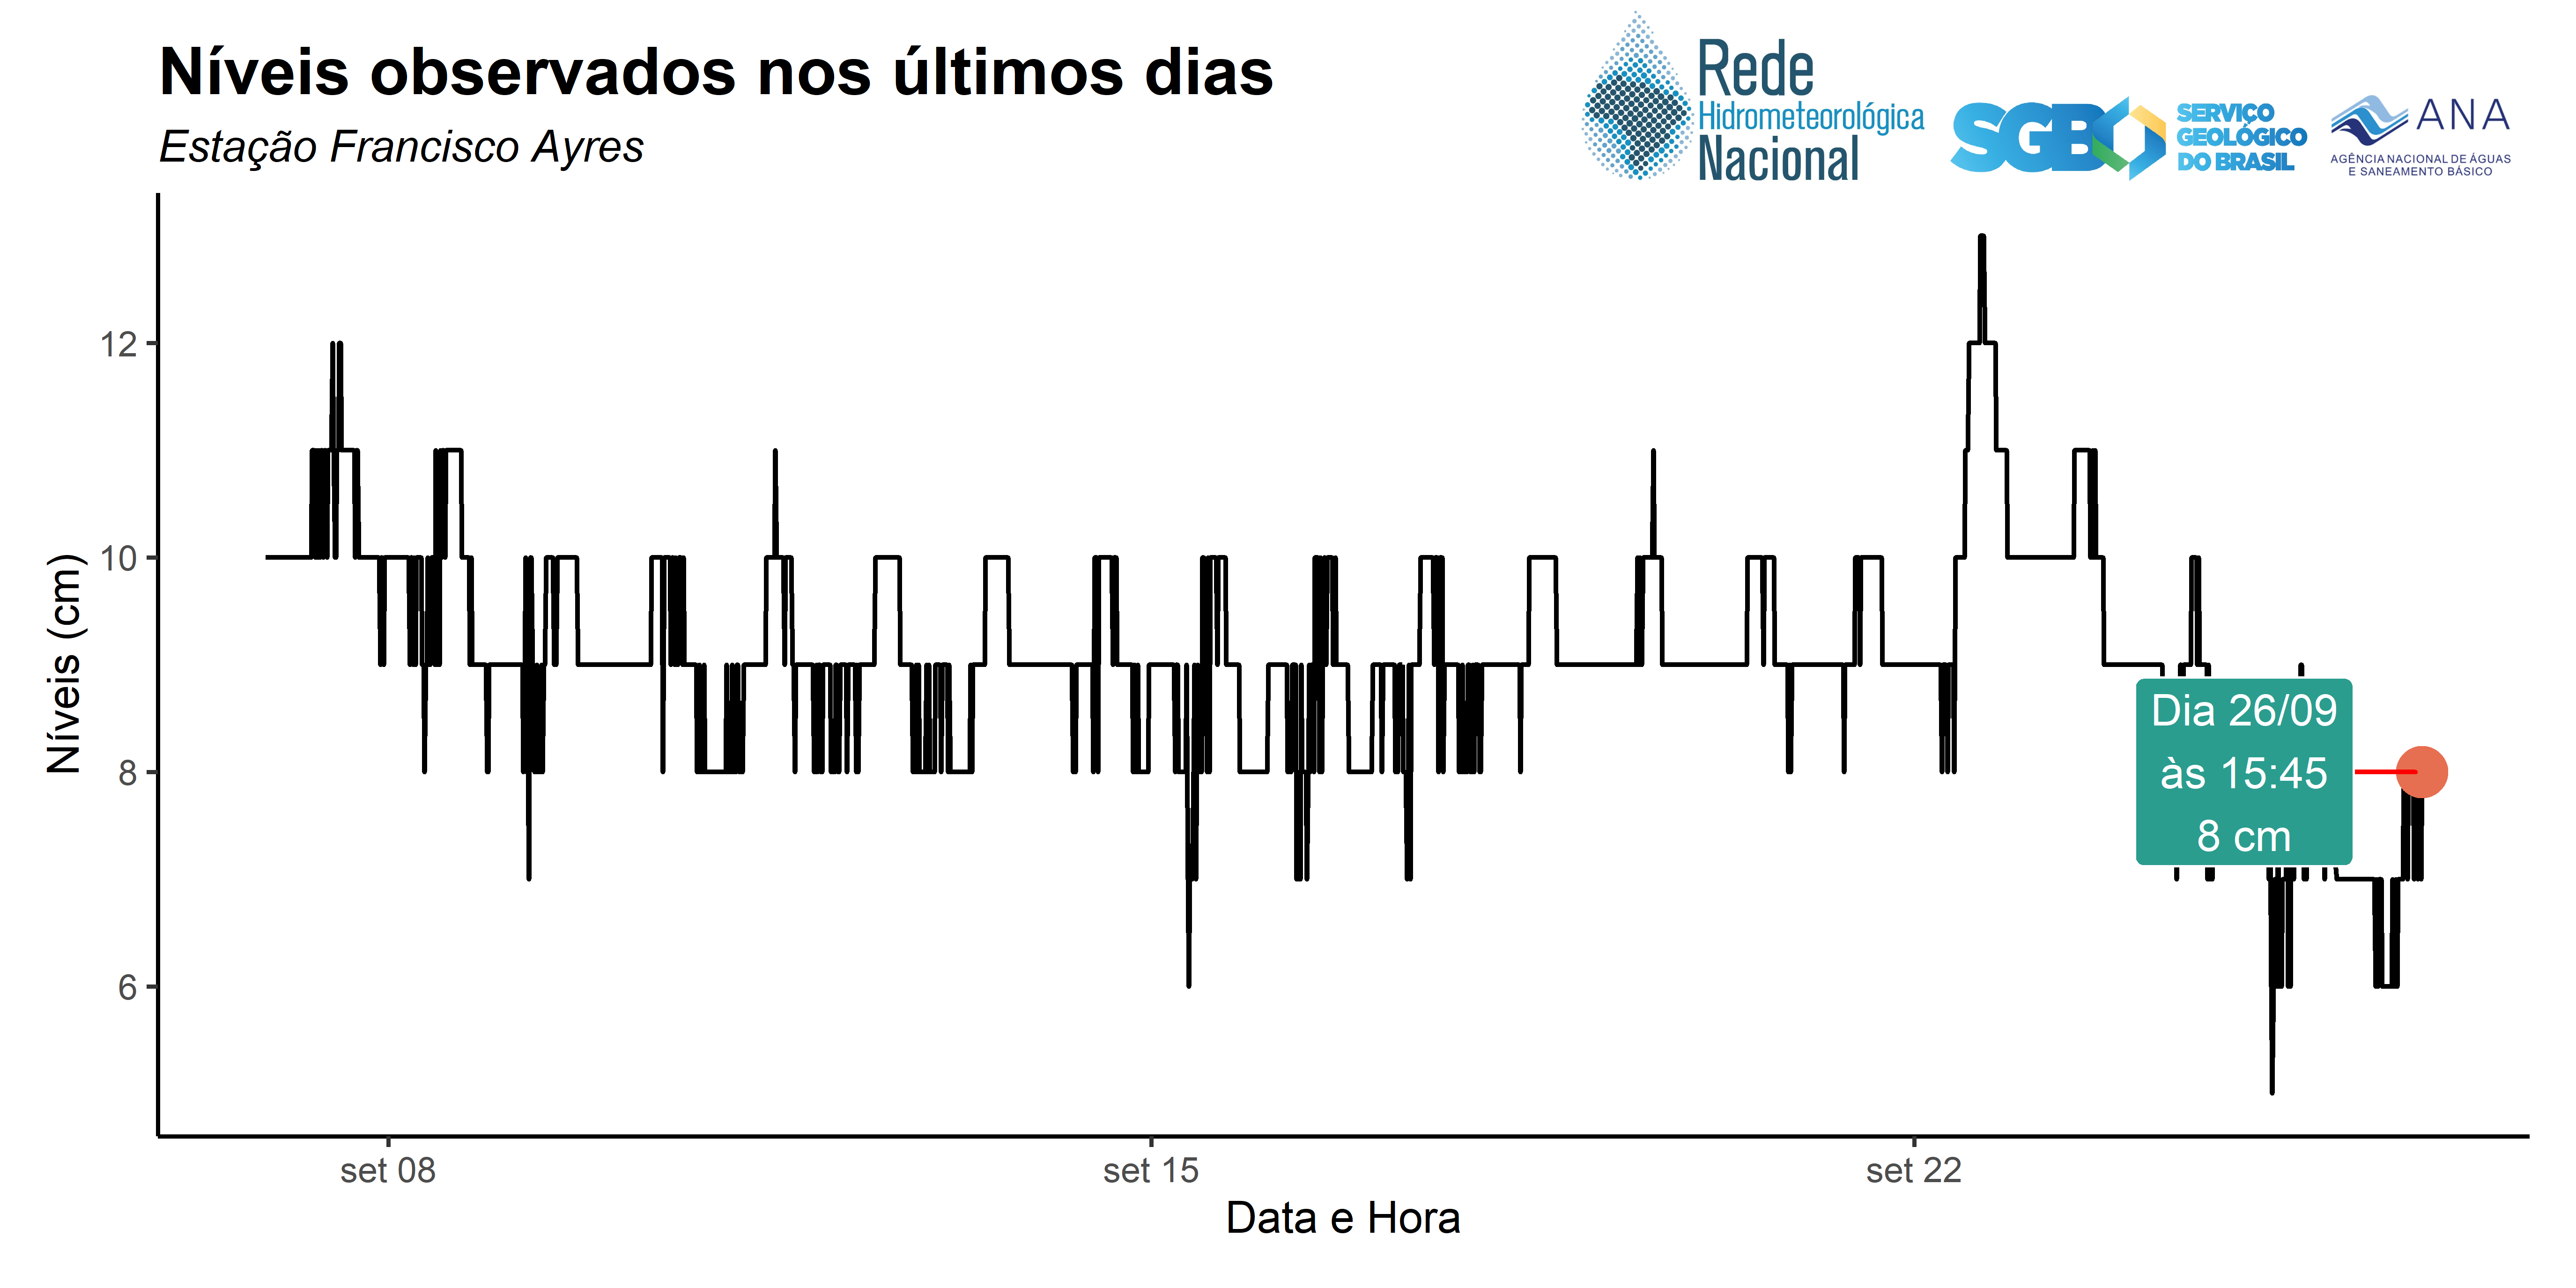 Níveis observados nos últimos dias
Estação Francisco Ayres
Rede
Hidrometeorológica
Nacional
SGB
SERVIÇO
GEOLÓGICO
DO BRASIL
ANA
AGÊNCIA NACIONAL DE ÁGUAS
E SANEAMENTO BÁSICO
Níveis (cm)
12
10
8
6
Dia 26/09
às 15:45
8 cm
set 08
set 15
set 22
Data e Hora